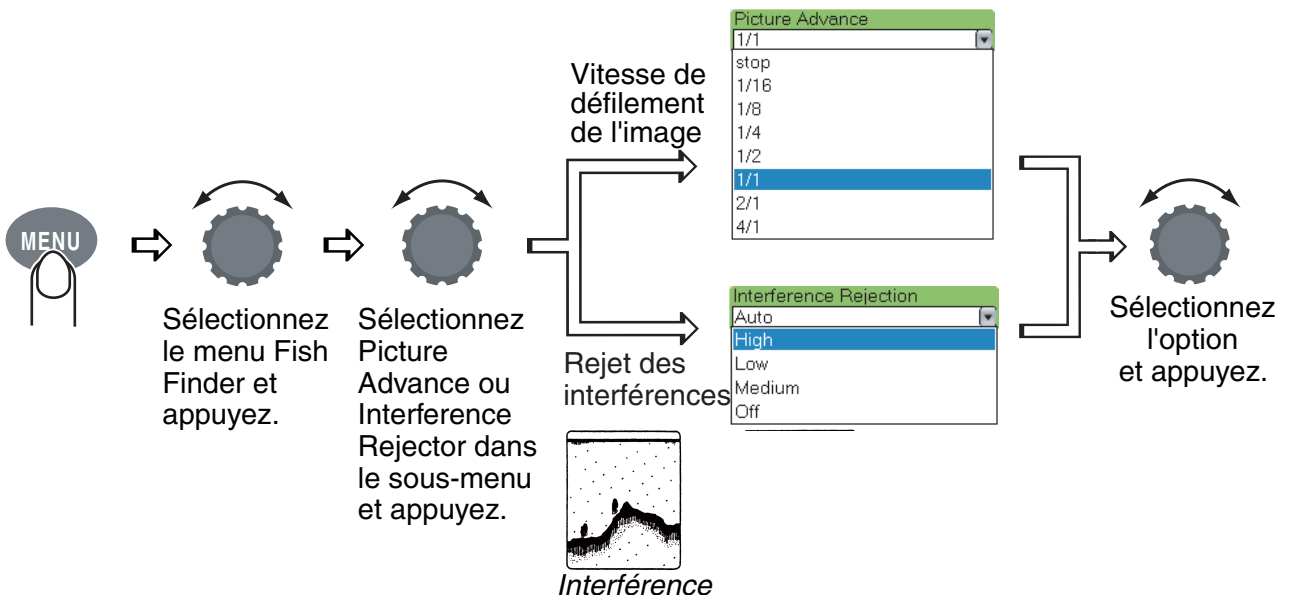 MENU
Sélectionnez
le menu Fish
Finder et
appuyez.
Sélectionnez
Picture
Advance ou
Interference
Rejector dans
le sous-menu
et appuyez.
Vitesse de
défilement
de l'image
Picture Advance
1/1
stop
1/16
1/8
1/4
1/2
1/1
2/1
4/1
Rejet des
interférences
Interférence
Interference Rejection
Auto
High
Low
Medium
Off
Sélectionnez
l'option
et appuyez.